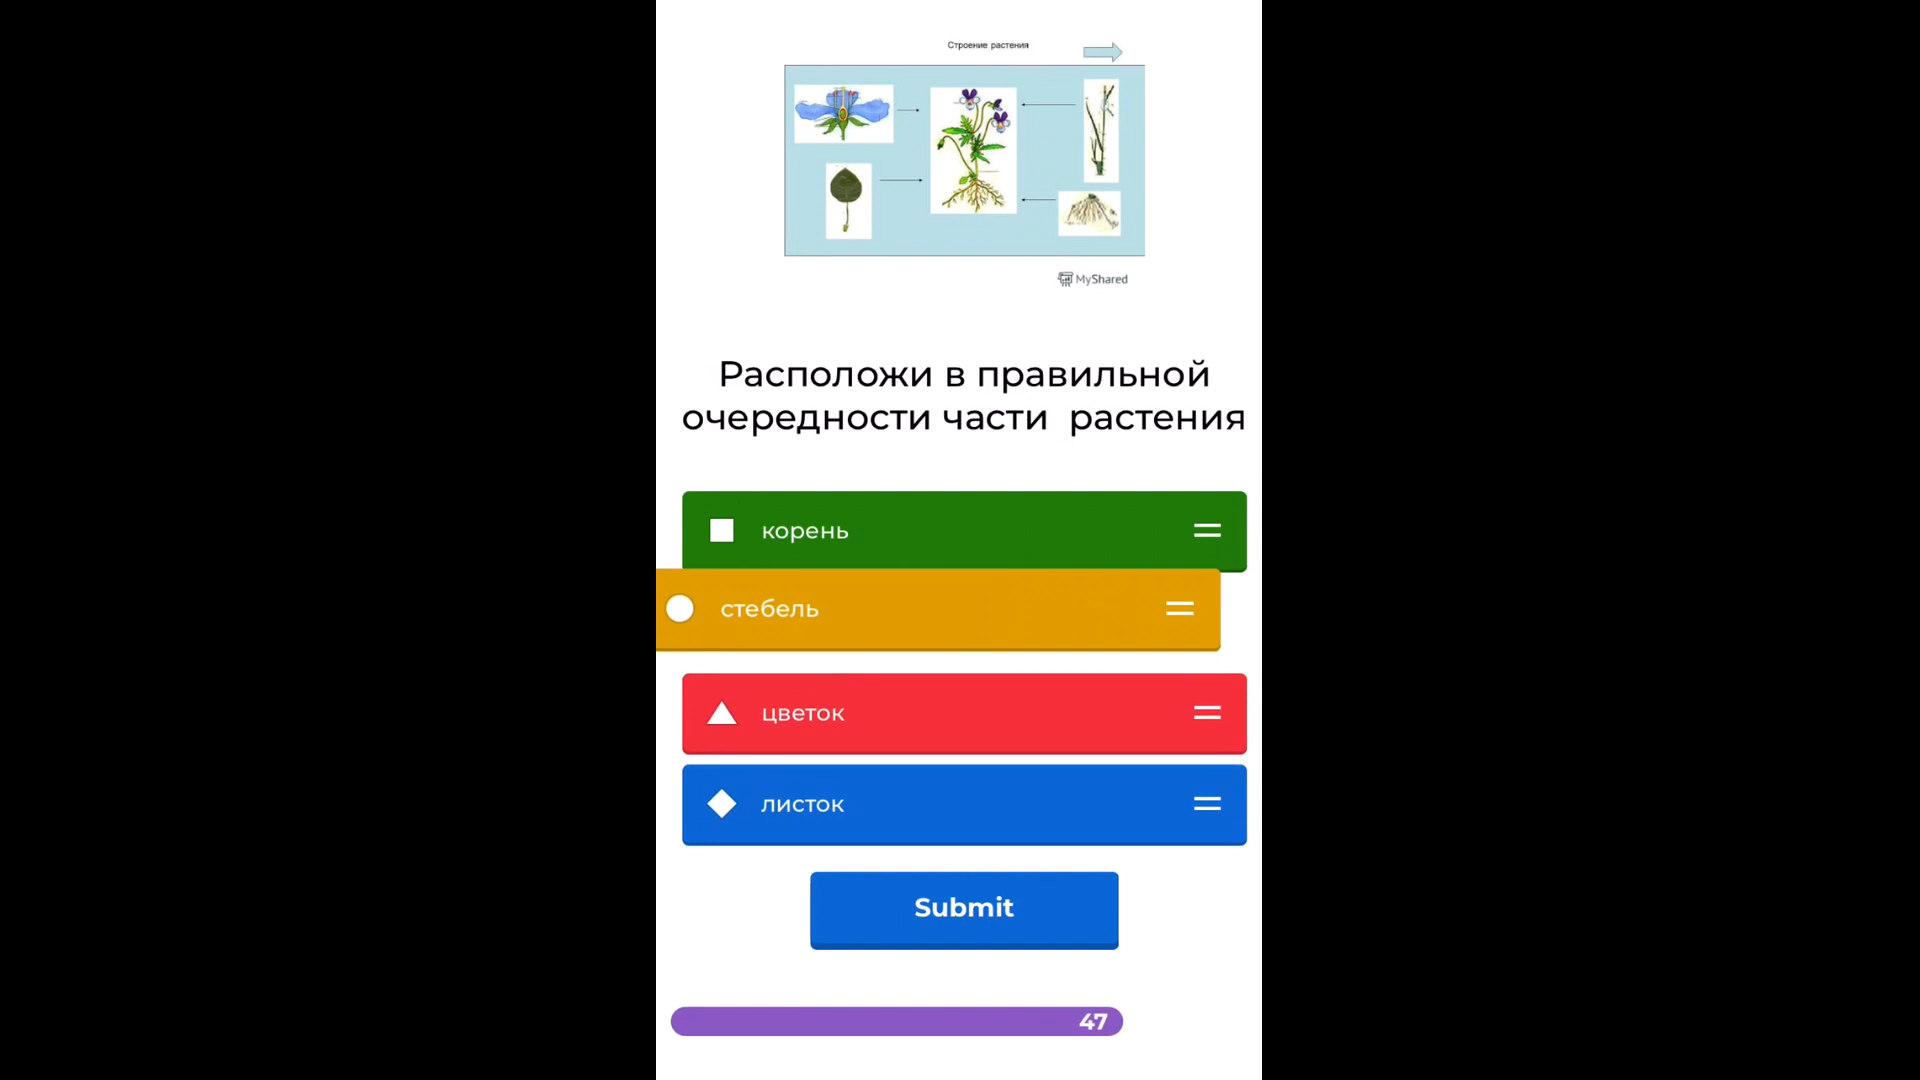 Строение растения
MyShared
Расположи в правильной
очередности части растения
корень
стебель
цветок
листок
Submit
47